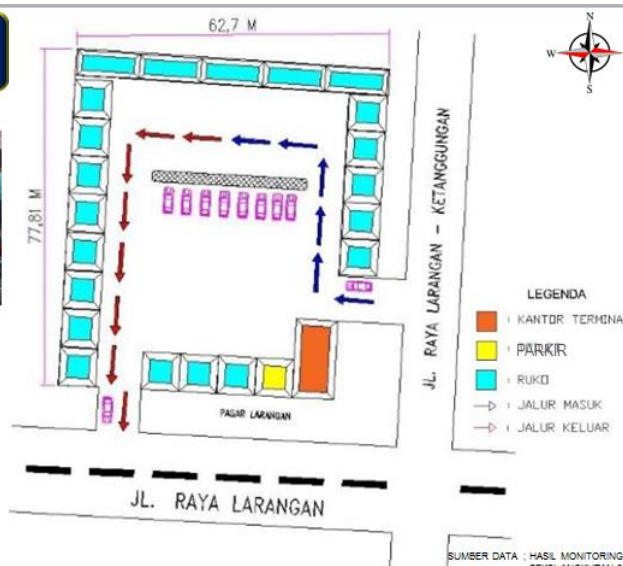 62,7 M
N
W
S
77,81 M
JL. RAYA LARANGAN - KETANGGUNGAN
LEGENDA
KANTOR TERMINA
PARKIR
RUKO
JALUR MASUK
JALUR KELUAR
PAGAR LARANGAN
JL. RAYA LARANGAN
SUMBER DATA : HASIL MONITORING